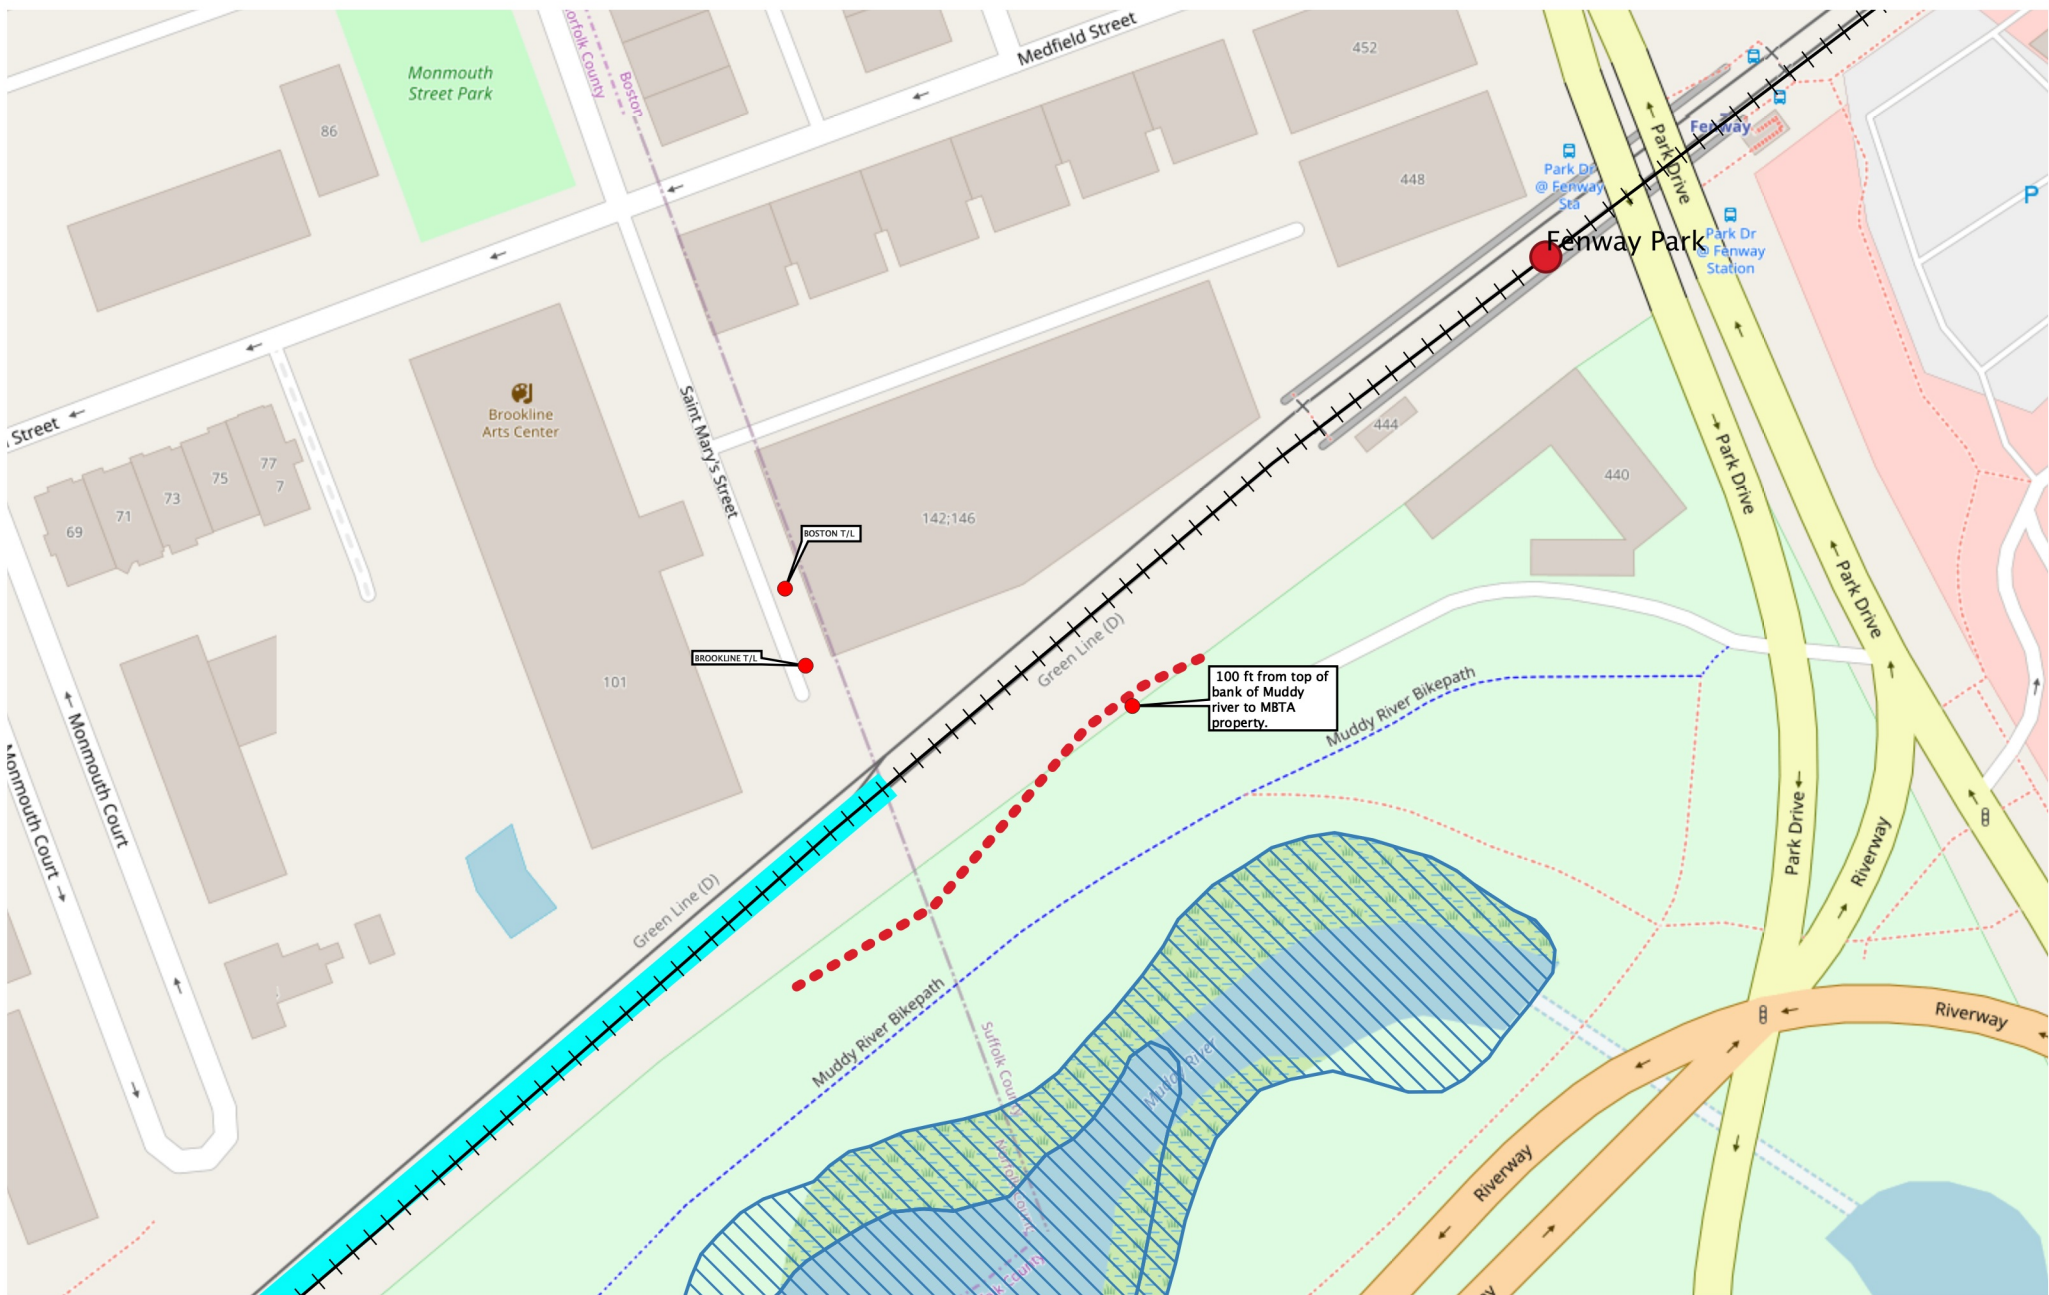 Norfolk County
Boston
Medfield Street
452
Monmouth
Street Park
86
448
Fenway
Park Dr
@ Fenway
Sta
Park Drive
P
Fenway Park
Park Dr
@ Fenway
Station
Brookline
Arts Center
Saint Mary's Street
Street
444
440
Park Drive
77
7
75
73
71
69
142;146
BOSTON T/L
Park Drive
Green Line (D)
BROOKLINE T/L
101
100 ft from top of
bank of Muddy
river to MBTA
property.
Muddy River Bikepath
Monmouth Court
Monmouth Court
Park Drive
Riverway
Green Line (D)
Muddy River Bikepath
Suffolk County
Norfolk County
Muddy River
Riverway
Riverway